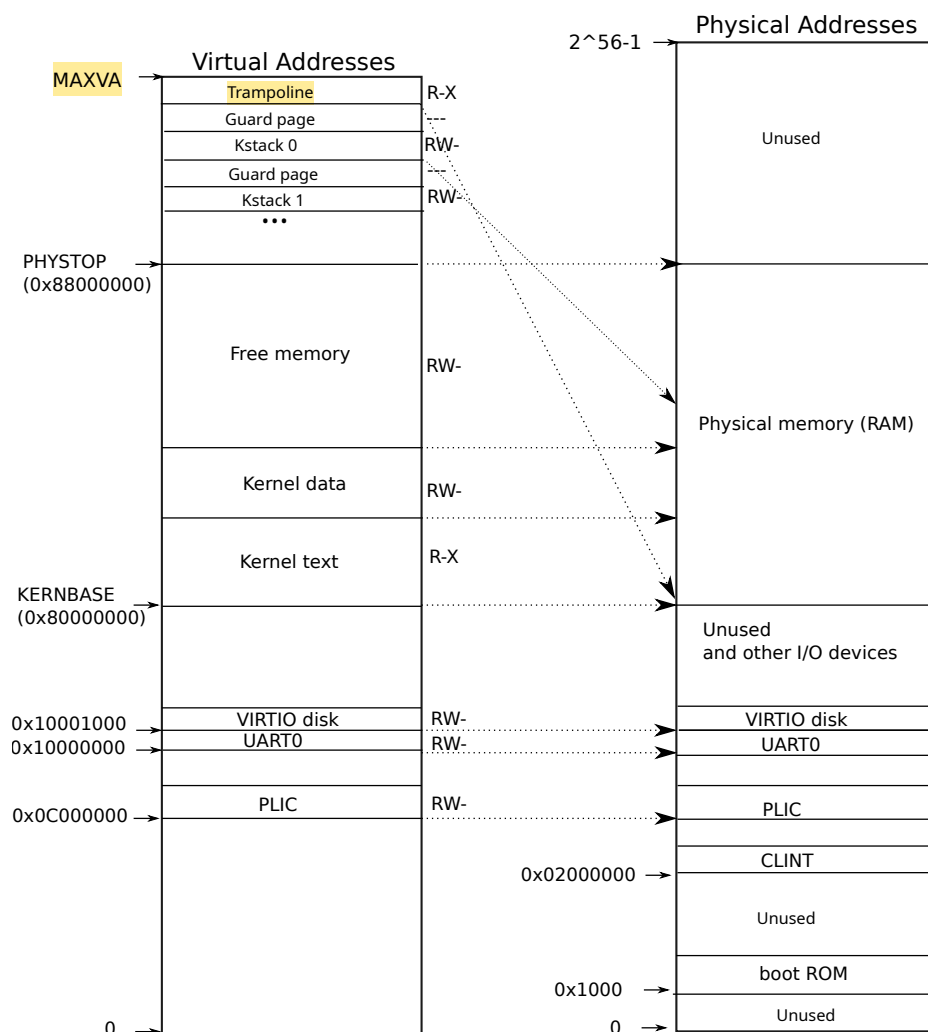 Physical Addresses
2^56-1
Virtual Addresses
MAXVA
Trampoline
R-X
Guard page
---
Unused
Kstack 0
RW-
Guard page
---
Kstack 1
RW-
...
PHYSTOP
(0x88000000)
Free memory
RW-
Physical memory (RAM)
Kernel data
RW-
Kernel text
R-X
KERNBASE
(0x80000000)
Unused
and other I/O devices
0x10001000
VIRTIO disk
RW-
VIRTIO disk
0x10000000
UART0
RW-
UART0
0x0C000000
PLIC
RW-
PLIC
CLINT
0x02000000
Unused
boot ROM
0x1000
Unused
0
0